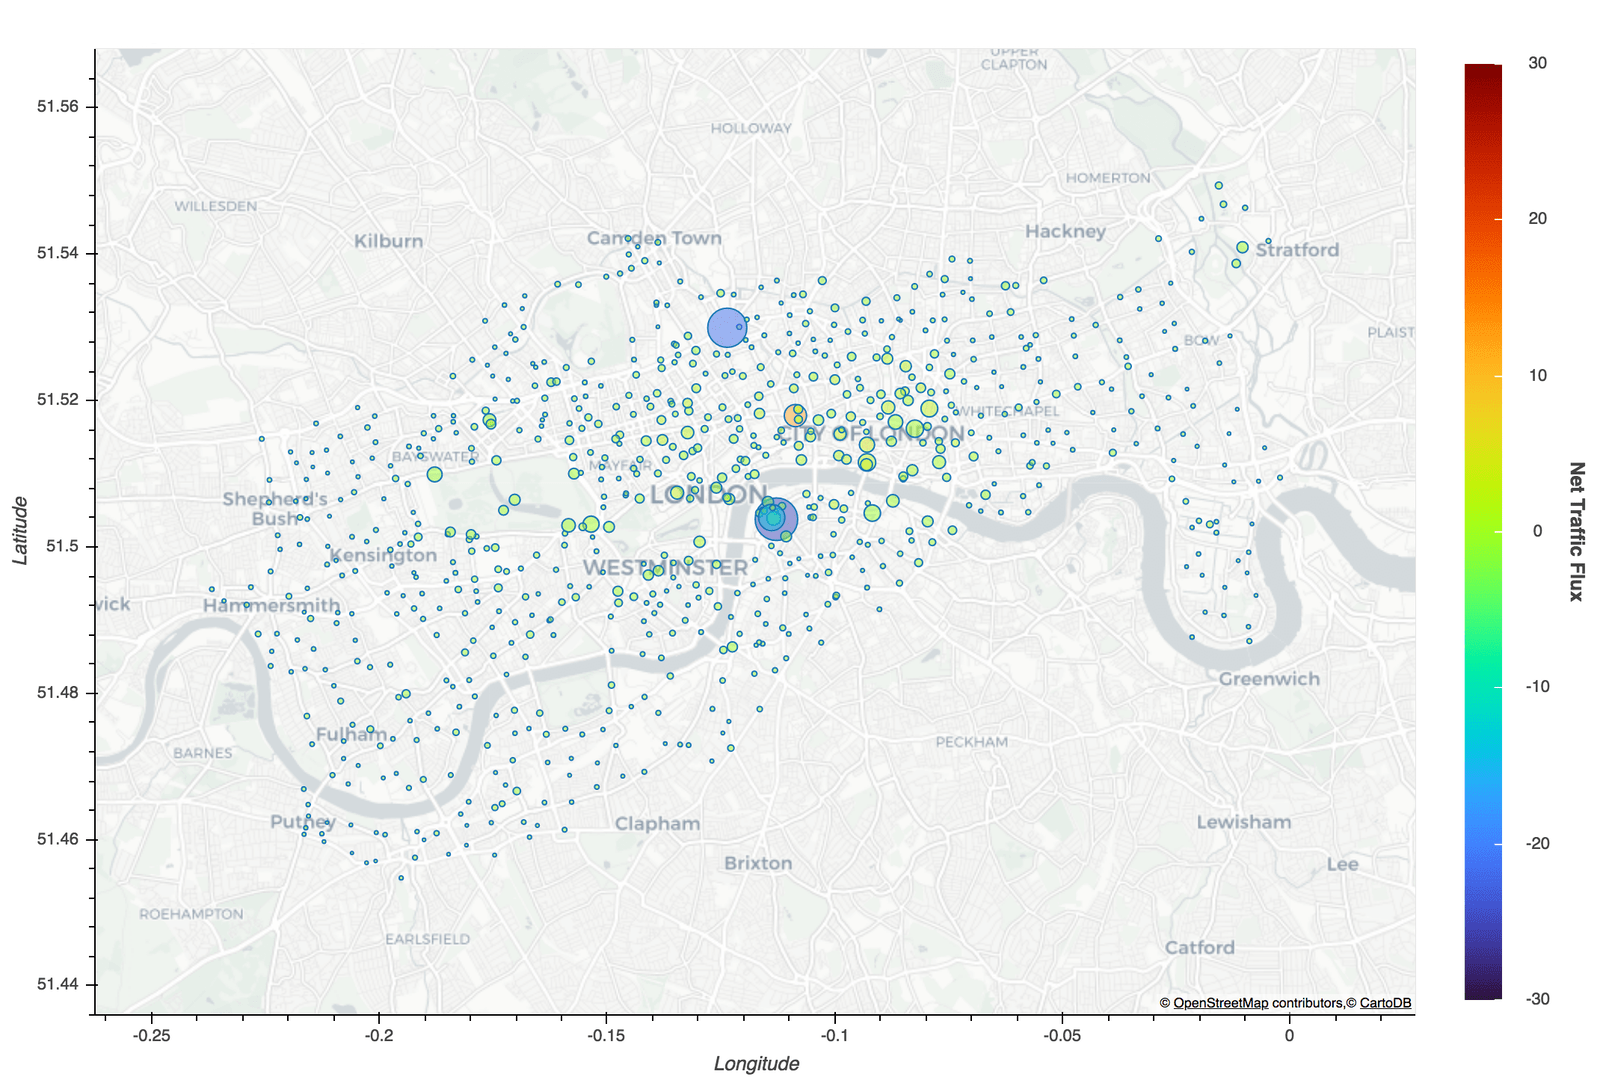 UPPER
CLAPTON
HOLLOWAY
HOMERTON
WILLESDEN
Kilburn
Camden Town
Hackney
Stratford
BOW
PLAIST
WHITECHAPEL
CITY OF LONDON
BAYSWATER
MAYFAIR
LONDON
Shepherd's
Bush
Kensington
WESTMINSTER
wick
Hammersmith
Greenwich
Fulham
BARNES
PECKHAM
Putney
Clapham
Lewisham
Brixton
Lee
ROEHAMPTON
EARLSFIELD
Catford
© OpenStreetMap contributors,© CartoDB
51.56
51.54
51.52
51.5
51.48
51.46
51.44
Latitude
-0.25
-0.2
-0.15
-0.1
-0.05
0
Longitude
30
20
10
0
-10
-20
-30
Net Traffic Flux